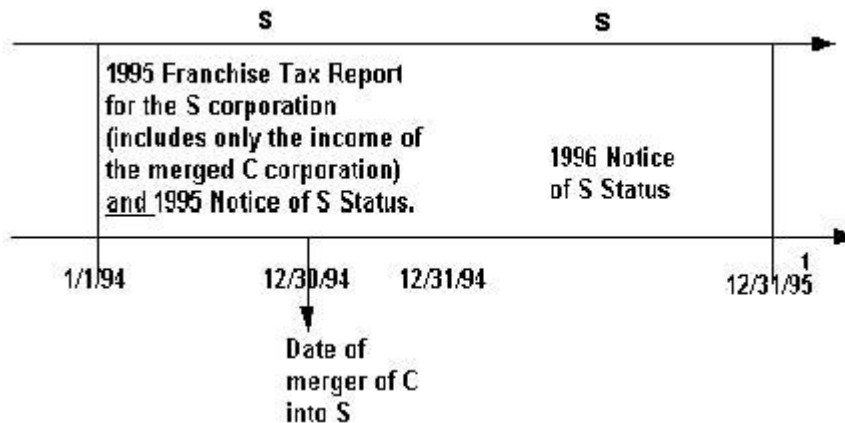 S S
1995 Franchise Tax Report
for the S corporation
(includes only the income of
the merged C corporation)
and 1995 Notice of S Status.
1996 Notice
of S Status
1/1/94 12/30/94 12/31/94 12/31/95
1
Date of
merger of C
into S